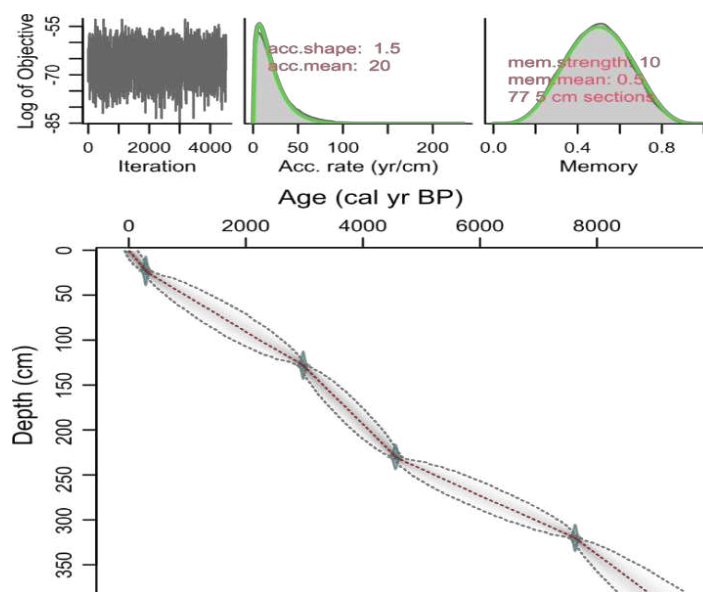 Log of Objective
-55
-70
-85
0 2000 4000
Iteration
acc.shape: 1.5
acc.mean: 20
0 50 100 200
Acc. rate (yr/cm)
mem.strength: 10
mem.mean: 0.5
77 5 cm sections
0.0 0.4 0.8
Memory
Age (cal yr BP)
0 2000 4000 6000 8000
Depth (cm)
0
50
100
150
200
250
300
350